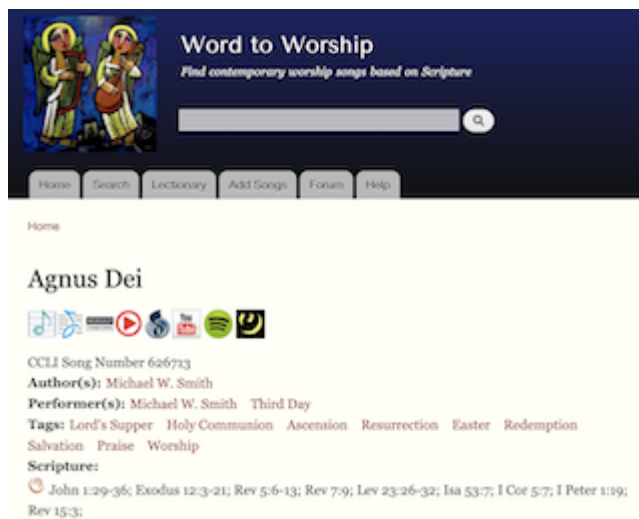 Word to Worship
Find contemporary worship songs based on Scripture
Home Search Lectionary Add Songs Forum Help
Home
Agnus Dei
You
Tube
CCLI Song Number 626713
Author(s): Michael W. Smith
Performer(s): Michael W. Smith Third Day
Tags: Lord's Supper Holy Communion Ascension Resurrection Easter Redemption
Salvation Praise Worship
Scripture:
John 1:29-36; Exodus 12:3-21; Rev 5:6-13; Rev 7:9; Lev 23:26-32; Isa 53:7; I Cor 5:7; I Peter 1:19;
Rev 15:3;